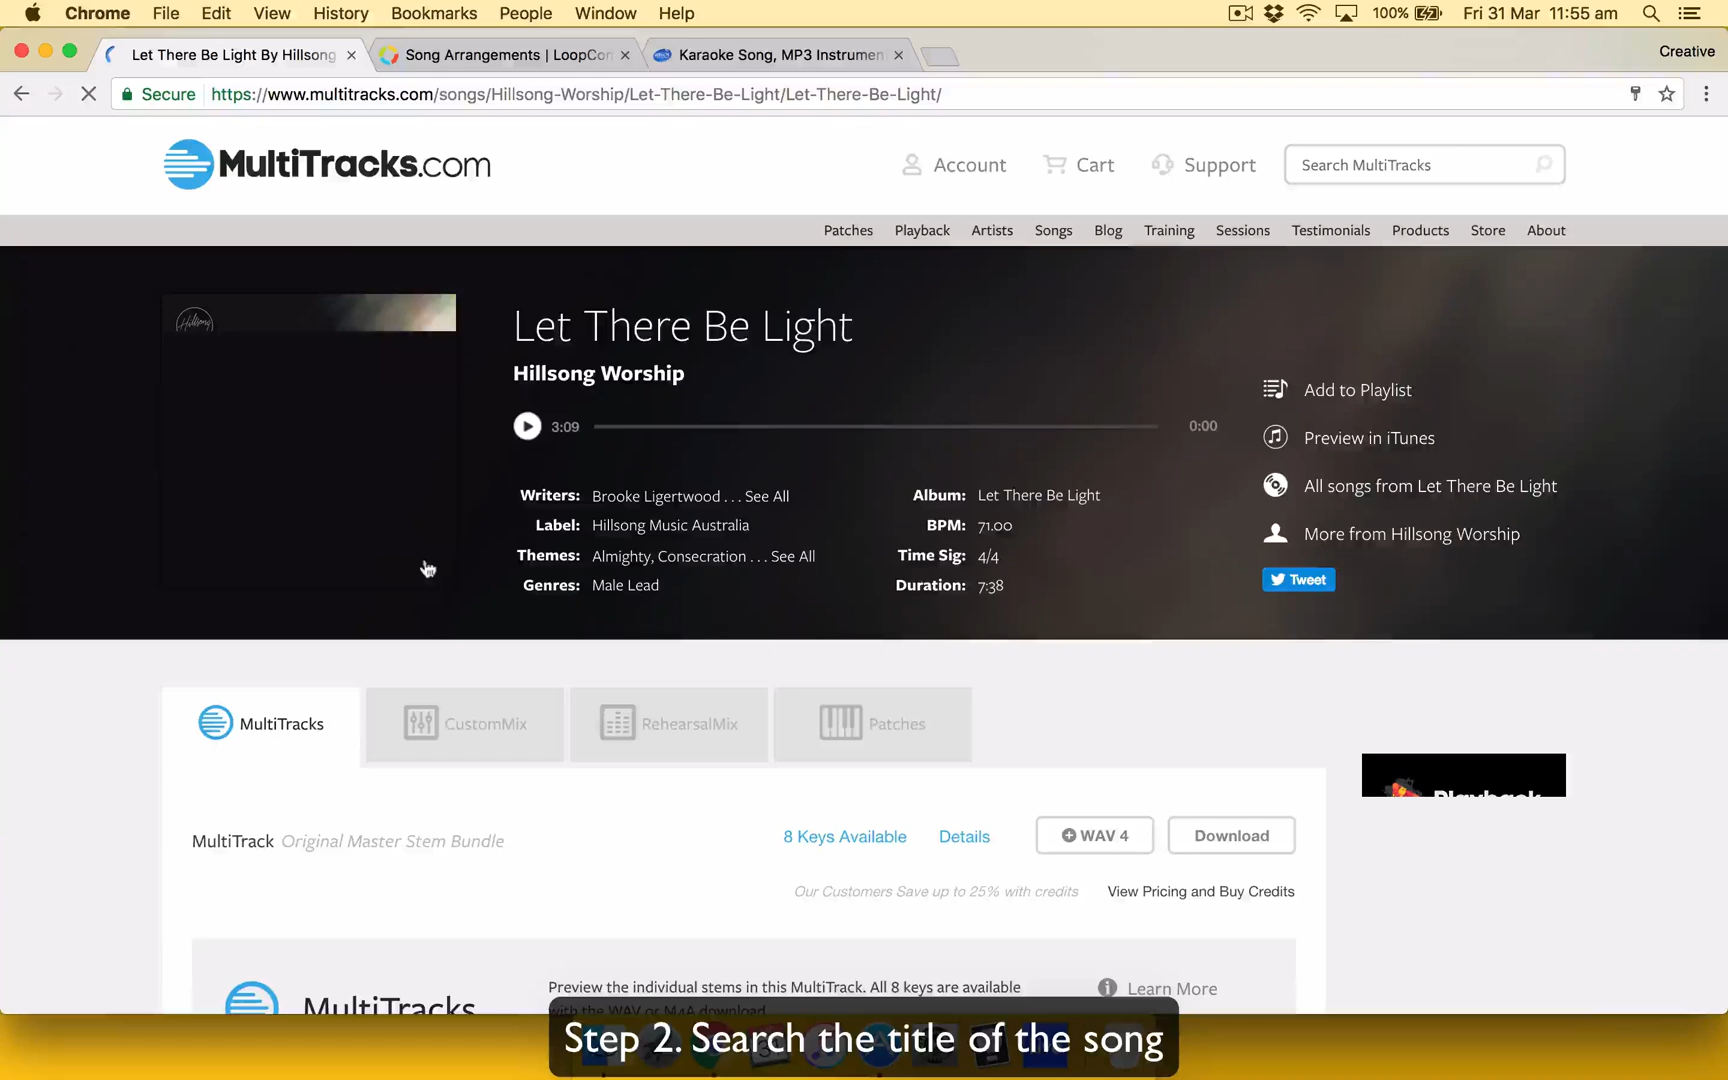 Chrome File Edit View History Bookmarks People Window Help 100% Fri 31 Mar 11:55 am
Let There Be Light By Hillsong Song Arrangements | LoopCom Karaoke Song, MP3 Instrumen Creative
Secure https://www.multitracks.com/songs/Hillsong-Worship/Let-There-Be-Light/Let-There-Be-Light/
MultiTracks.com Account Cart Support Search MultiTracks
Patches Playback Artists Songs Blog Training Sessions Testimonials Products Store About
Hillsong
Let There Be Light
Hillsong Worship
3:09 0:00
Writers: Brooke Ligertwood . . . See All
Label: Hillsong Music Australia
Themes: Almighty, Consecration . . . See All
Genres: Male Lead
Album: Let There Be Light
BPM: 71.00
Time Sig: 4/4
Duration: 7:38
Add to Playlist
Preview in iTunes
All songs from Let There Be Light
More from Hillsong Worship
Tweet
MultiTracks CustomMix RehearsalMix Patches
Playback
MultiTrack Original Master Stem Bundle 8 Keys Available Details WAV 4 Download
Our Customers Save up to 25% with credits View Pricing and Buy Credits
MultiTracks
Preview the individual stems in this MultiTrack. All 8 keys are available
with the WAV or M4A download.
Learn More
Step 2. Search the title of the song